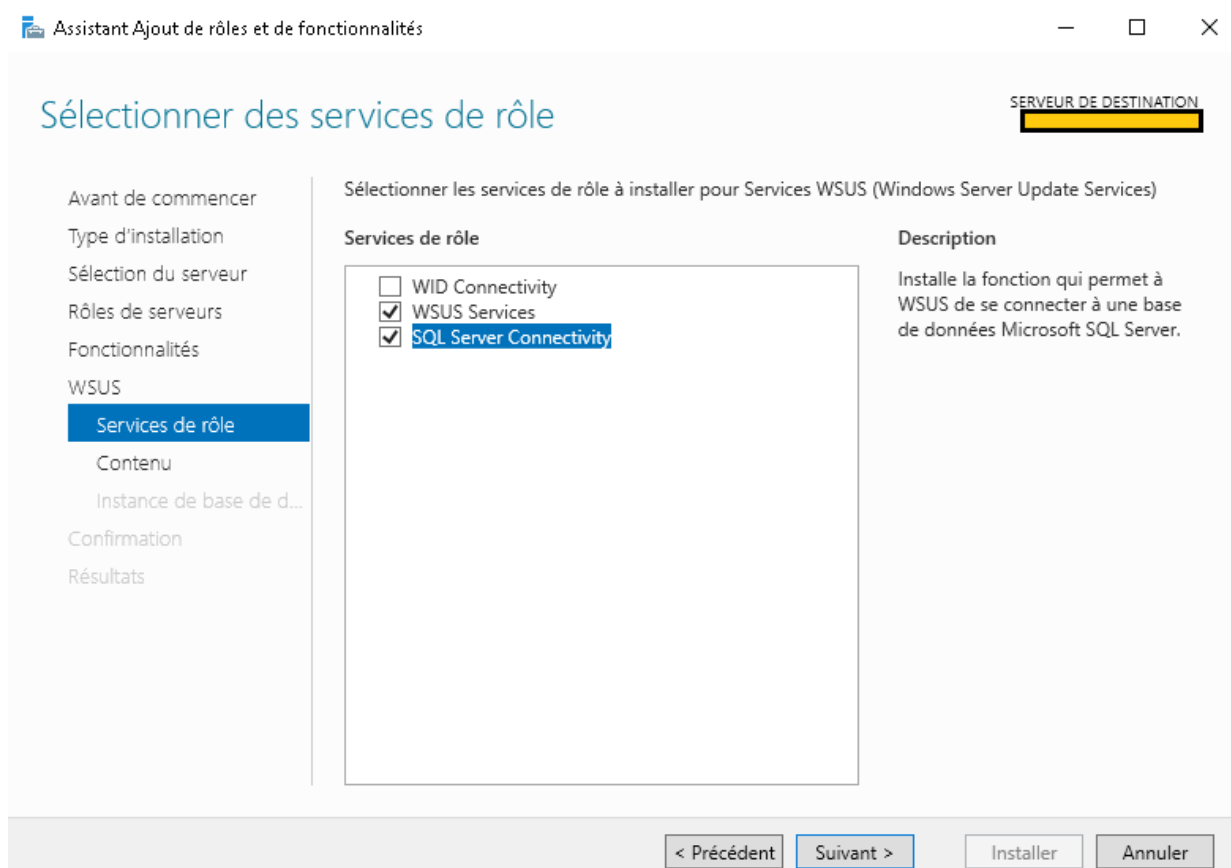 Assistant Ajout de rôles et de fonctionnalités
Sélectionner des services de rôle
SERVEUR DE DESTINATION
Avant de commencer
Type d'installation
Sélection du serveur
Rôles de serveurs
Fonctionnalités
WSUS
Services de rôle
Contenu
Instance de base de d...
Confirmation
Résultats
Sélectionner les services de rôle à installer pour Services WSUS (Windows Server Update Services)
Services de rôle
WID Connectivity
WSUS Services
SQL Server Connectivity
Description
Installe la fonction qui permet à
WSUS de se connecter à une base
de données Microsoft SQL Server.
< Précédent
Suivant >
Installer
Annuler